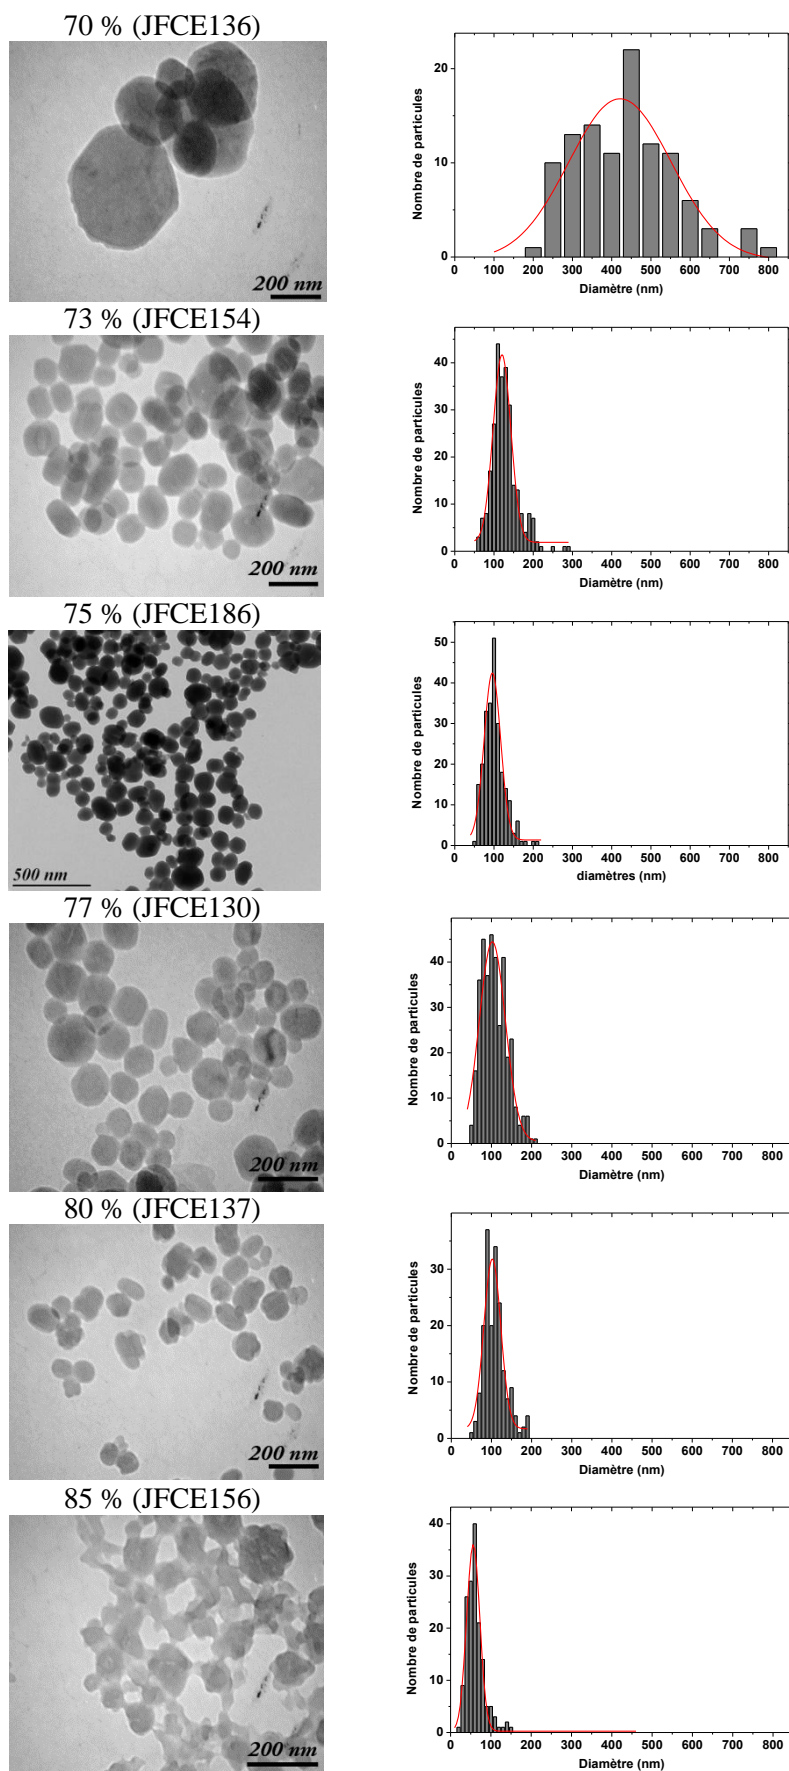 70 % (JFCE136)
200 nm
Nombre de particules
20
10
0
0 100 200 300 400 500 600 700 800
Diamètre (nm)
73 % (JFCE154)
200 nm
Nombre de particules
40
30
20
10
0
0 100 200 300 400 500 600 700 800
Diamètre (nm)
75 % (JFCE186)
500 nm
Nombre de particules
50
40
30
20
10
0
0 100 200 300 400 500 600 700 800
diamètres (nm)
77 % (JFCE130)
200 nm
Nombre de particules
40
30
20
10
0
0 100 200 300 400 500 600 700 800
Diamètre (nm)
80 % (JFCE137)
200 nm
Nombre de particules
30
20
10
0
0 100 200 300 400 500 600 700 800
Diamètre (nm)
85 % (JFCE156)
200 nm
Nombre de particules
40
30
20
10
0
0 100 200 300 400 500 600 700 800
Diamètre (nm)